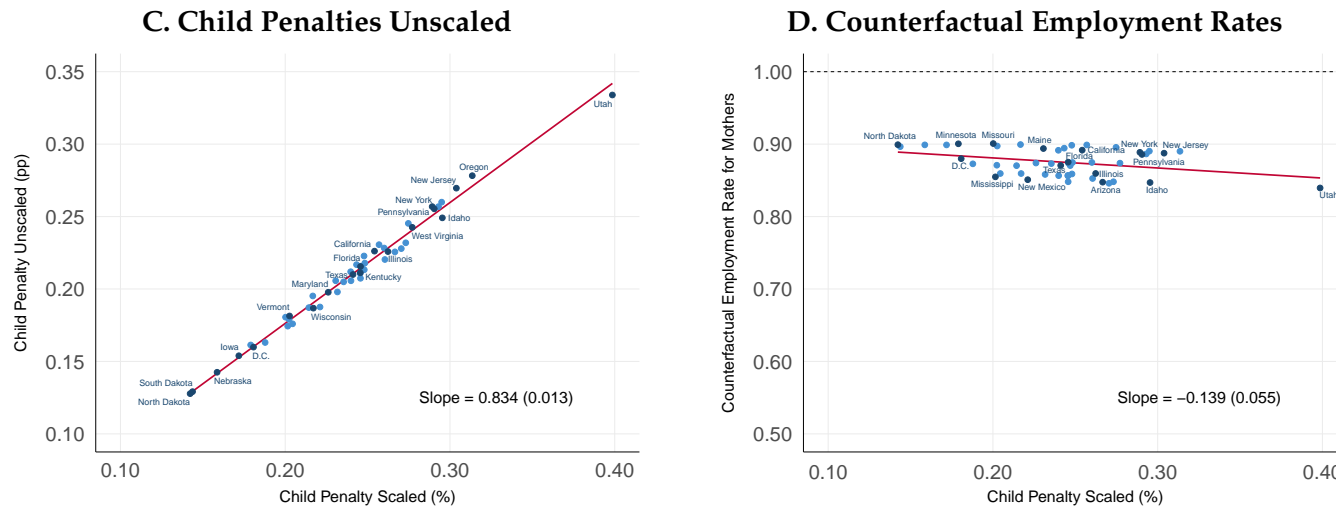 C. Child Penalties Unscaled
Child Penalty Unscaled (pp)
0.35
0.30
0.25
0.20
0.15
0.10
Utah
Oregon
New Jersey
New York
Pennsylvania
Idaho
West Virginia
California
Florida
Illinois
Texas
Kentucky
Maryland
Vermont
Wisconsin
Iowa
D.C.
South Dakota
Nebraska
North Dakota
Slope = 0.834 (0.013)
0.10 0.20 0.30 0.40
Child Penalty Scaled (%)
D. Counterfactual Employment Rates
Counterfactual Employment Rate for Mothers
1.00
0.90
0.80
0.70
0.60
0.50
North Dakota
Minnesota
Missouri
Maine
California
New York
New Jersey
D.C.
Florida
Texas
Pennsylvania
Mississippi
New Mexico
Illinois
Arizona
Idaho
Utah
Slope = −0.139 (0.055)
0.10 0.20 0.30 0.40
Child Penalty Scaled (%)